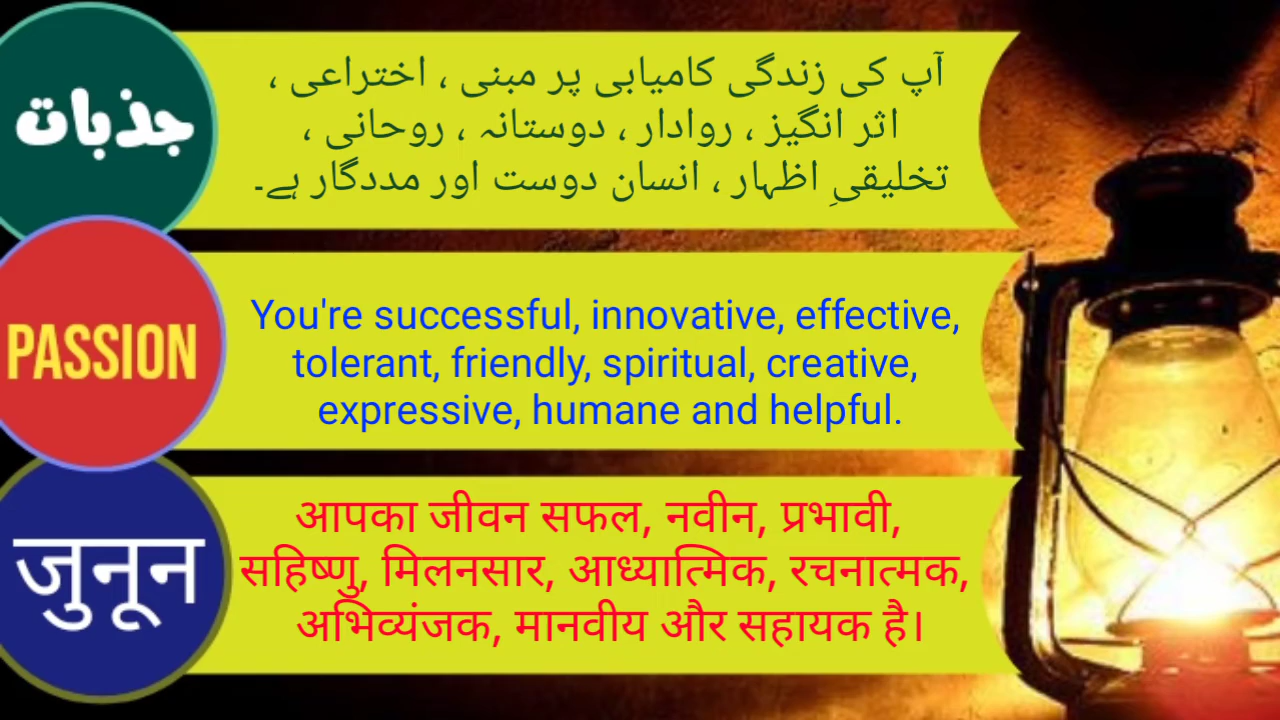 جذبات
آپ کی زندگی کامیابی پر مبنی ، اختراعی ،
اثر انگیز ، روادار ، دوستانہ ، روحانی ،
تخلیقیِ اظہار ، انسان دوست اور مددگار ہے۔
PASSION
You're successful, innovative, effective,
tolerant, friendly, spiritual, creative,
expressive, humane and helpful.
जुनून
आपका जीवन सफल, नवीन, प्रभावी,
सहिष्णु, मिलनसार, आध्यात्मिक, रचनात्मक,
अभिव्यंजक, मानवीय और सहायक है।